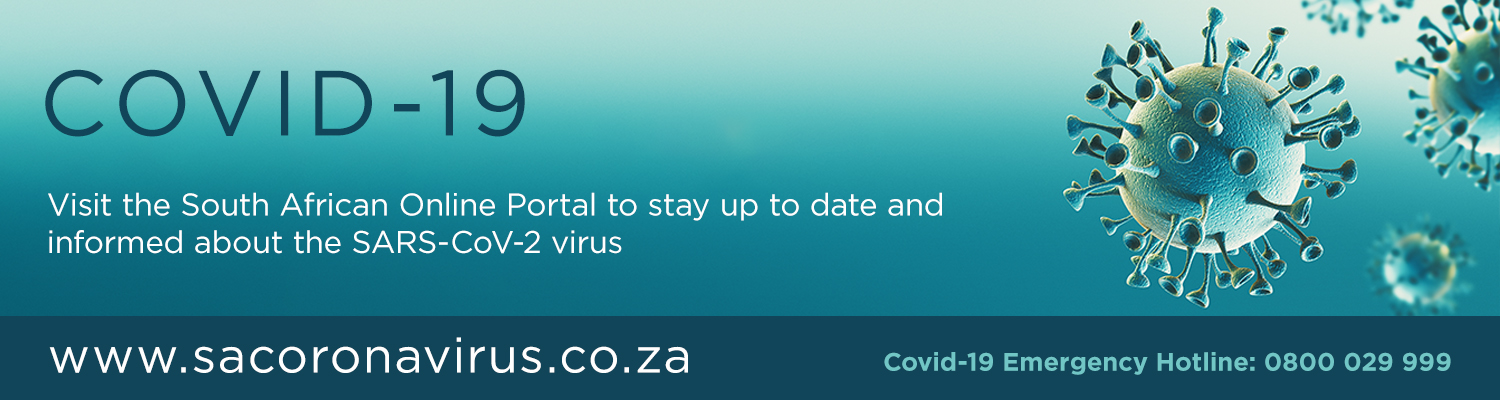 COVID-19
Visit the South African Online Portal to stay up to date and
informed about the SARS-CoV-2 virus
www.sacoronavirus.co.za
Covid-19 Emergency Hotline: 0800 029 999